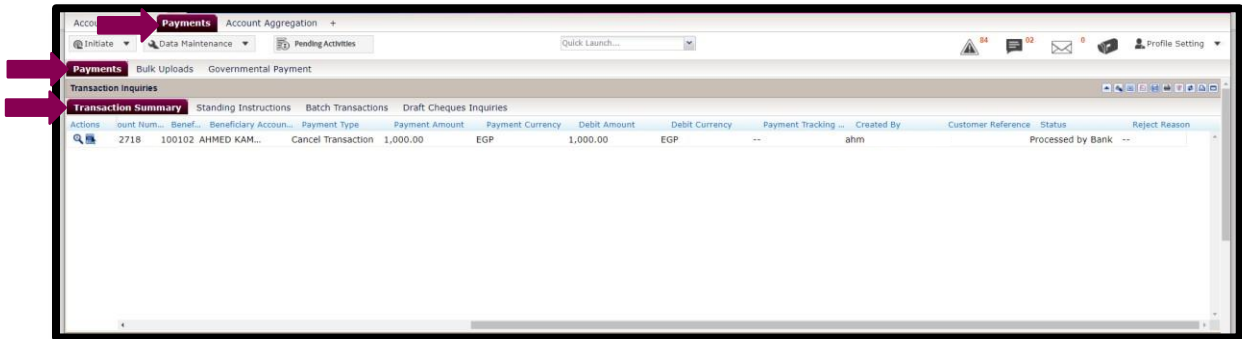 Accou Payments Account Aggregation +
Initiate Data Maintenance Pending Activities Quick Launch.... 04 02 0 Profile Setting
Payments Bulk Uploads Governmental Payment
Transaction Inquiries
Transaction Summary Standing Instructions Batch Transactions Draft Cheques Inquiries
Actions ount Num... Benef... Beneficiary Accoun... Payment Type Payment Amount Payment Currency Debit Amount Debit Currency Payment Tracking ... Created By Customer Reference Status Reject Reason
2718 100102 AHMED KAM... Cancel Transaction 1,000.00 EGP 1,000.00 EGP -- ahm Processed by Bank --